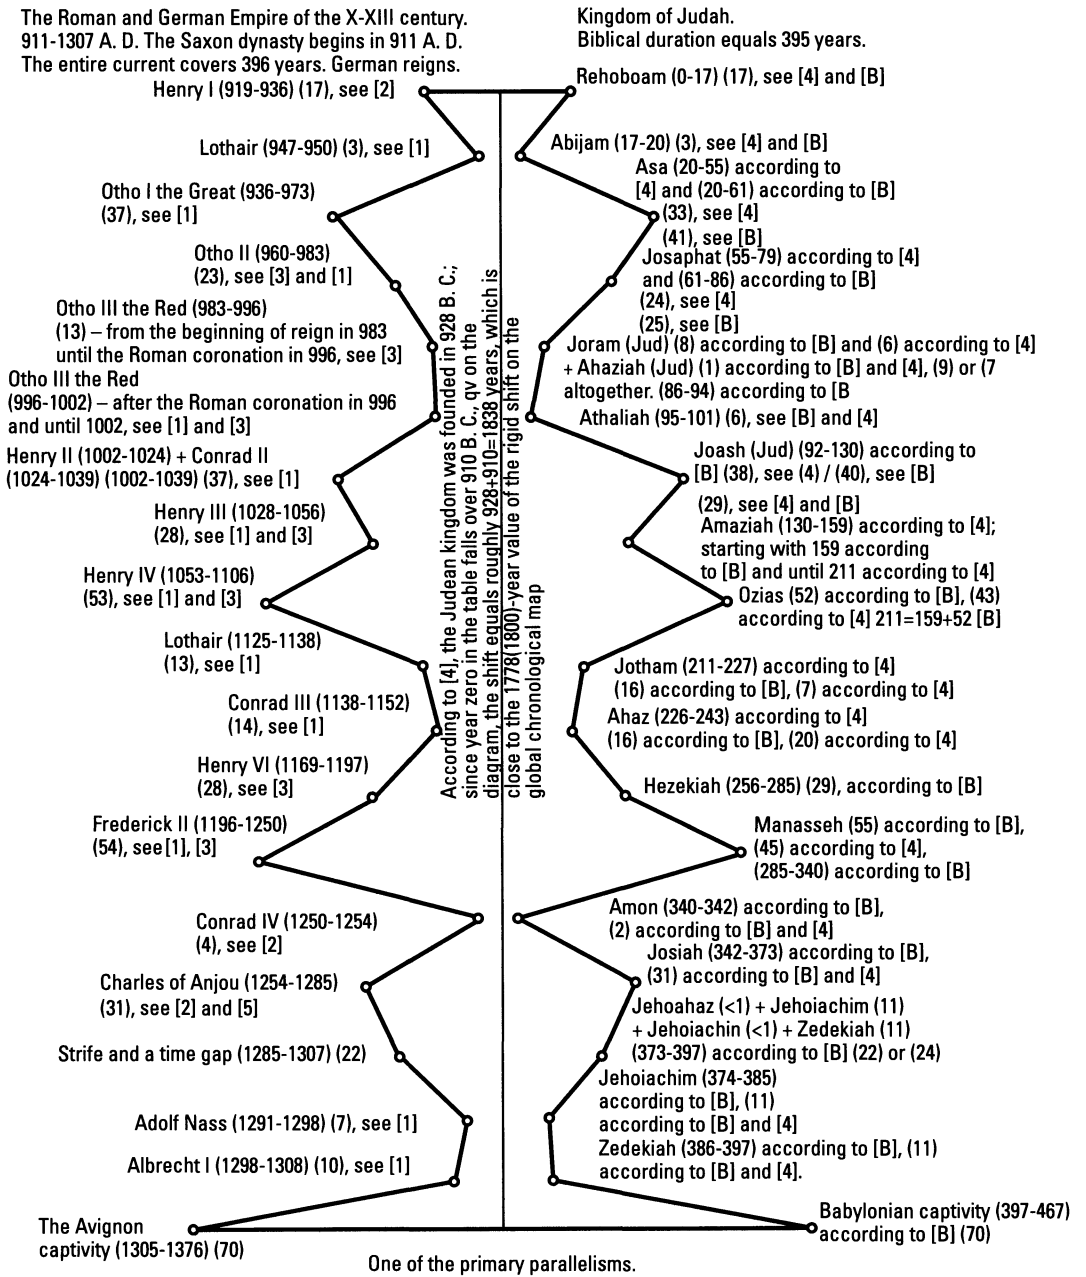 The Roman and German Empire of the X-XIII century.
911-1307 A. D. The Saxon dynasty begins in 911 A. D.
The entire current covers 396 years. German reigns.
Henry I (919-936) (17), see [2]
Lothair (947-950) (3), see [1]
Otho I the Great (936-973)
(37), see [1]
Otho II (960-983)
(23), see [3] and [1]
Otho III the Red (983-996)
(13) – from the beginning of reign in 983
until the Roman coronation in 996, see [3]
Otho III the Red
(996-1002) – after the Roman coronation in 996
and until 1002, see [1] and [3]
Henry II (1002-1024) + Conrad II
(1024-1039) (1002-1039) (37), see [1]
Henry III (1028-1056)
(28), see [1] and [3]
Henry IV (1053-1106)
(53), see [1] and [3]
Lothair (1125-1138)
(13), see [1]
Conrad III (1138-1152)
(14), see [1]
Henry VI (1169-1197)
(28), see [3]
Frederick II (1196-1250)
(54), see [1], [3]
Conrad IV (1250-1254)
(4), see [2]
Charles of Anjou (1254-1285)
(31), see [2] and [5]
Strife and a time gap (1285-1307) (22)
Adolf Nass (1291-1298) (7), see [1]
Albrecht I (1298-1308) (10), see [1]
The Avignon
captivity (1305-1376) (70)
According to [4], the Judean kingdom was founded in 928 B. C.;
since year zero in the table falls over 910 B. C., qv on the
diagram, the shift equals roughly 928+910=1838 years, which is
close to the 1778(1800)-year value of the rigid shift on the
global chronological map
Kingdom of Judah.
Biblical duration equals 395 years.
Rehoboam (0-17) (17), see [4] and [B]
Abijam (17-20) (3), see [4] and [B]
Asa (20-55) according to
[4] and (20-61) according to [B]
(33), see [4]
(41), see [B]
Josaphat (55-79) according to [4]
and (61-86) according to [B]
(24), see [4]
(25), see [B]
Joram (Jud) (8) according to [B] and (6) according to [4]
+ Ahaziah (Jud) (1) according to [B] and [4], (9) or (7
altogether. (86-94) according to [B
Athaliah (95-101) (6), see [B] and [4]
Joash (Jud) (92-130) according to
[B] (38), see (4) / (40), see [B]
(29), see [4] and [B]
Amaziah (130-159) according to [4];
starting with 159 according
to [B] and until 211 according to [4]
Ozias (52) according to [B], (43)
according to [4] 211=159+52 [B]
Jotham (211-227) according to [4]
(16) according to [B], (7) according to [4]
Ahaz (226-243) according to [4]
(16) according to [B], (20) according to [4]
Hezekiah (256-285) (29), according to [B]
Manasseh (55) according to [B],
(45) according to [4],
(285-340) according to [B]
Amon (340-342) according to [B],
(2) according to [B] and [4]
Josiah (342-373) according to [B],
(31) according to [B] and [4]
Jehoahaz (<1) + Jehoiachim (11)
+ Jehoiachin (<1) + Zedekiah (11)
(373-397) according to [B] (22) or (24)
Jehoiachim (374-385)
according to [B], (11)
according to [B] and [4]
Zedekiah (386-397) according to [B], (11)
according to [B] and [4].
Babylonian captivity (397-467)
according to [B] (70)
One of the primary parallelisms.